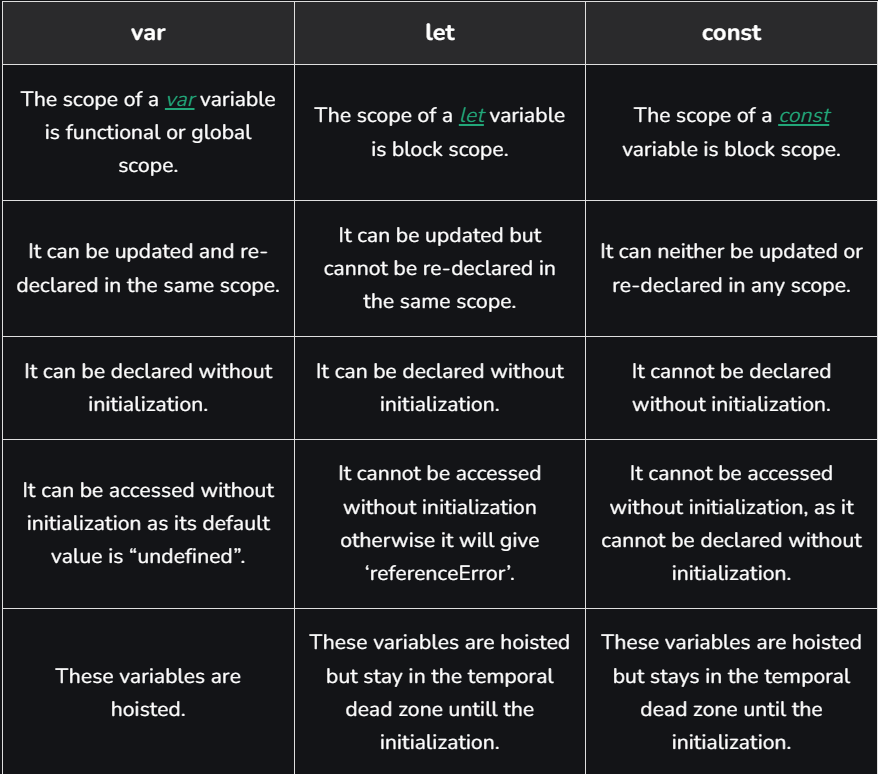 var
let
const
The scope of a var variable
is functional or global
scope.
The scope of a let variable
is block scope.
The scope of a const
variable is block scope.
It can be updated and re-
declared in the same scope.
It can be updated but
cannot be re-declared in
the same scope.
It can neither be updated or
re-declared in any scope.
It can be declared without
initialization.
It can be declared without
initialization.
It cannot be declared
without initialization.
It can be accessed without
initialization as its default
value is “undefined”.
It cannot be accessed
without initialization
otherwise it will give
‘referenceError’.
It cannot be accessed
without initialization, as it
cannot be declared without
initialization.
These variables are
hoisted.
These variables are hoisted
but stay in the temporal
dead zone untill the
initialization.
These variables are hoisted
but stays in the temporal
dead zone until the
initialization.